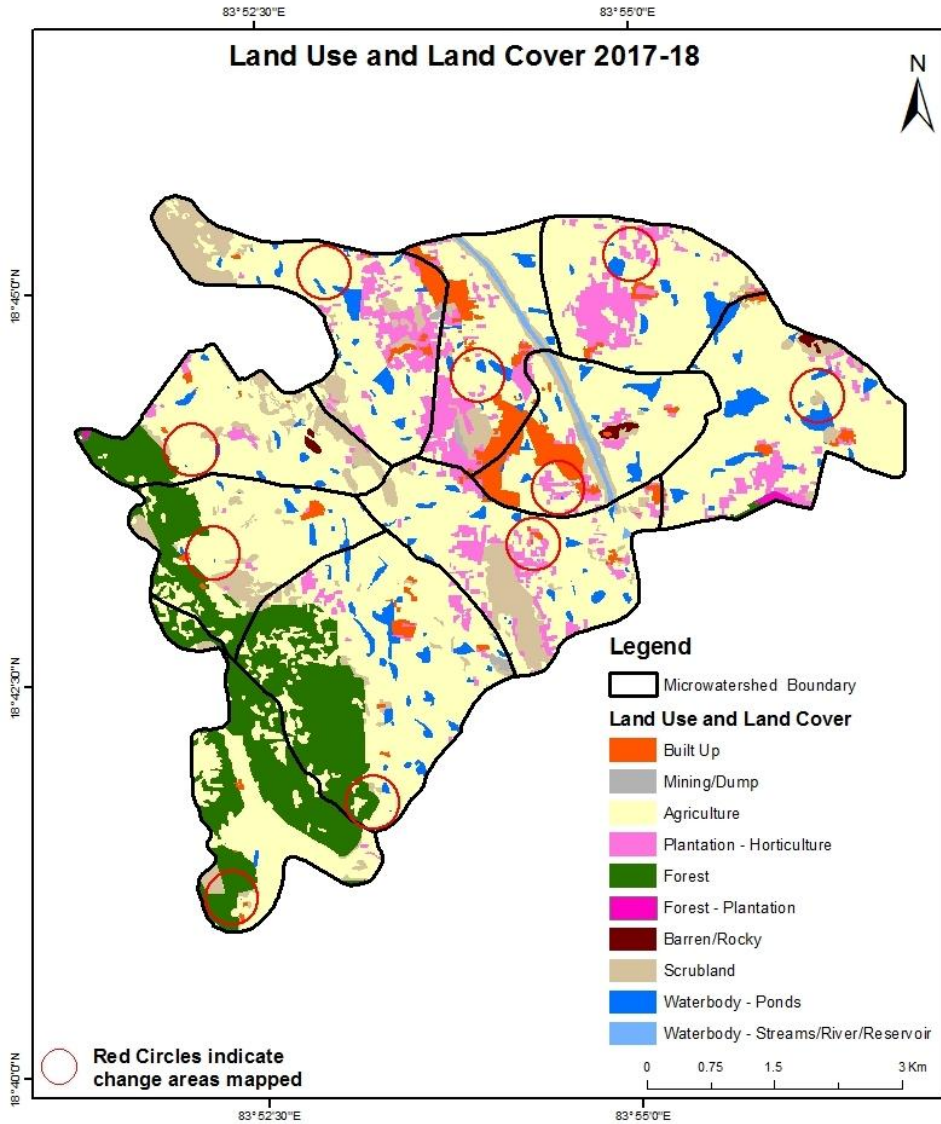 83°52'30"E
83°55'0"E
Land Use and Land Cover 2017-18
N
18°45'0"N
18°42'30"N
18°40'0"N
Legend
Microwatershed Boundary
Land Use and Land Cover
Built Up
Mining/Dump
Agriculture
Plantation - Horticulture
Forest
Forest - Plantation
Barren/Rocky
Scrubland
Waterbody - Ponds
Waterbody - Streams/River/Reservoir
Red Circles indicate
change areas mapped
0 0.75 1.5 3 Km
83°52'30"E
83°55'0"E